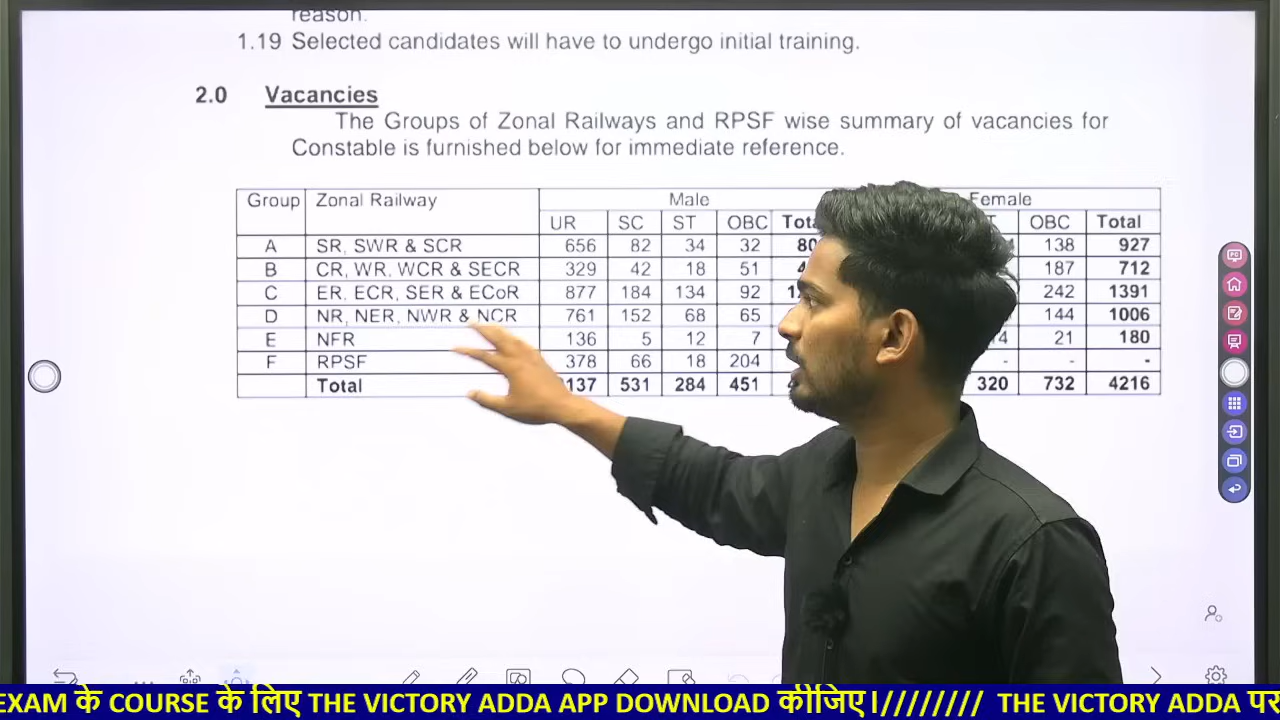 reason.
1.19 Selected candidates will have to undergo initial training.
2.0 Vacancies
The Groups of Zonal Railways and RPSF wise summary of vacancies for
Constable is furnished below for immediate reference.
Group Zonal Railway Male Female
UR SC ST OBC OBC Total
A SR, SWR & SCR 656 82 34 32 138 927
B CR, WR, WCR & SECR 329 42 18 51 187 712
C ER, ECR, SER & ECoR 877 184 134 92 242 1391
D NR, NER, NWR & NCR 761 152 68 65 144 1006
E NFR 136 5 12 7 21 180
F RPSF 378 66 18 204 - - -
Total 137 531 284 451 320 732 4216
EXAM के COURSE के लिए THE VICTORY ADDA APP DOWNLOAD कीजिए।//////// THE VICTORY ADDA पर